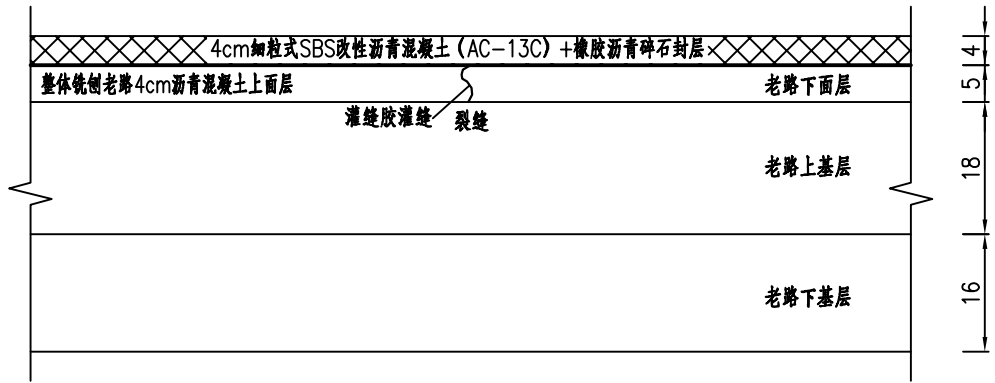 4cm细粒式SBS改性沥青混凝土（AC-13C）+橡胶沥青碎石封层
4
整体铣刨老路4cm沥青混凝土上面层
老路下面层
5
灌缝胶灌缝
裂缝
老路上基层
18
老路下基层
16